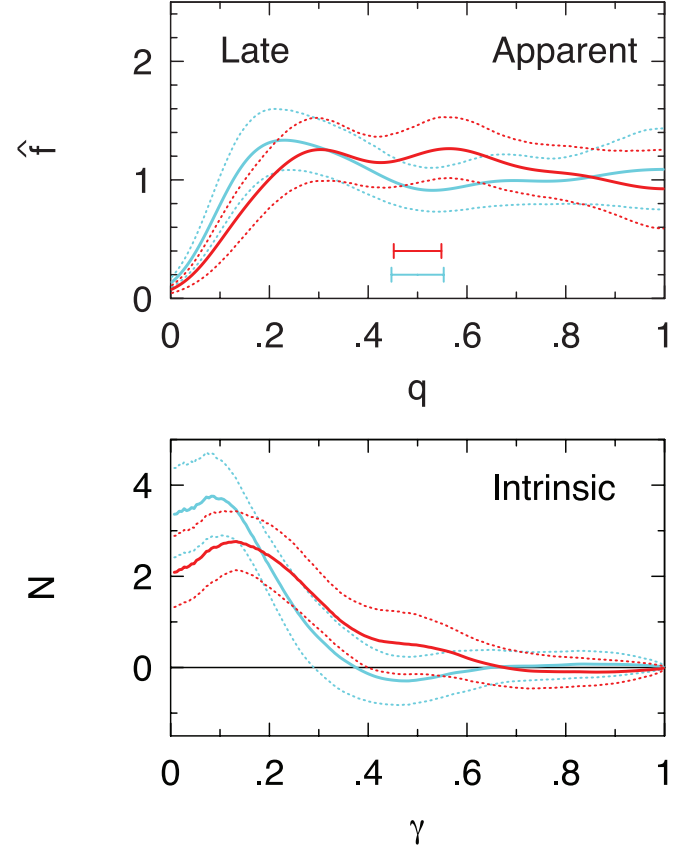 2
Late Apparent
f̂
1
0
0 .2 .4 .6 .8 1
q
4
Intrinsic
2
N
0
0 .2 .4 .6 .8 1
γ